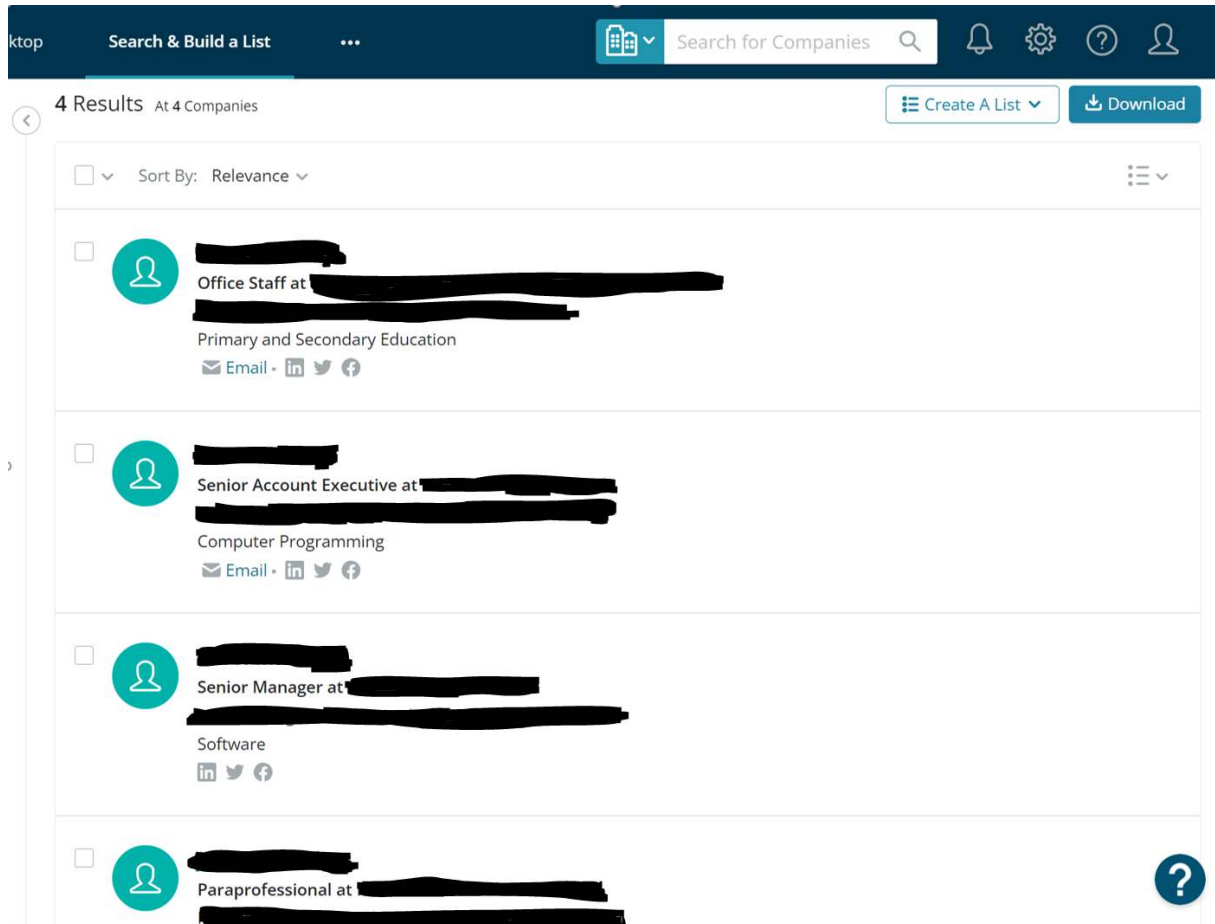 ktop Search & Build a List ••• Search for Companies
4 Results At 4 Companies Create A List Download
Sort By: Relevance
Office Staff at
Primary and Secondary Education
Email •
Senior Account Executive at
Computer Programming
Email •
Senior Manager at
Software
Paraprofessional at